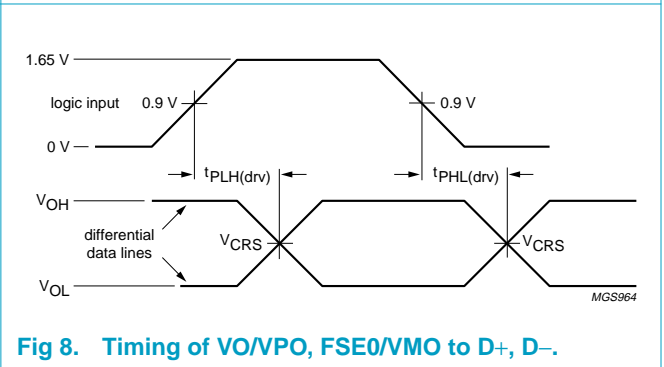 1.65 V
logic input
0.9 V
0.9 V
0 V
tPLH(drv)
tPHL(drv)
VOH
differential
data lines
VCRS
VCRS
VOL
MGS964
Fig 8. Timing of VO/VPO, FSE0/VMO to D+, D−.